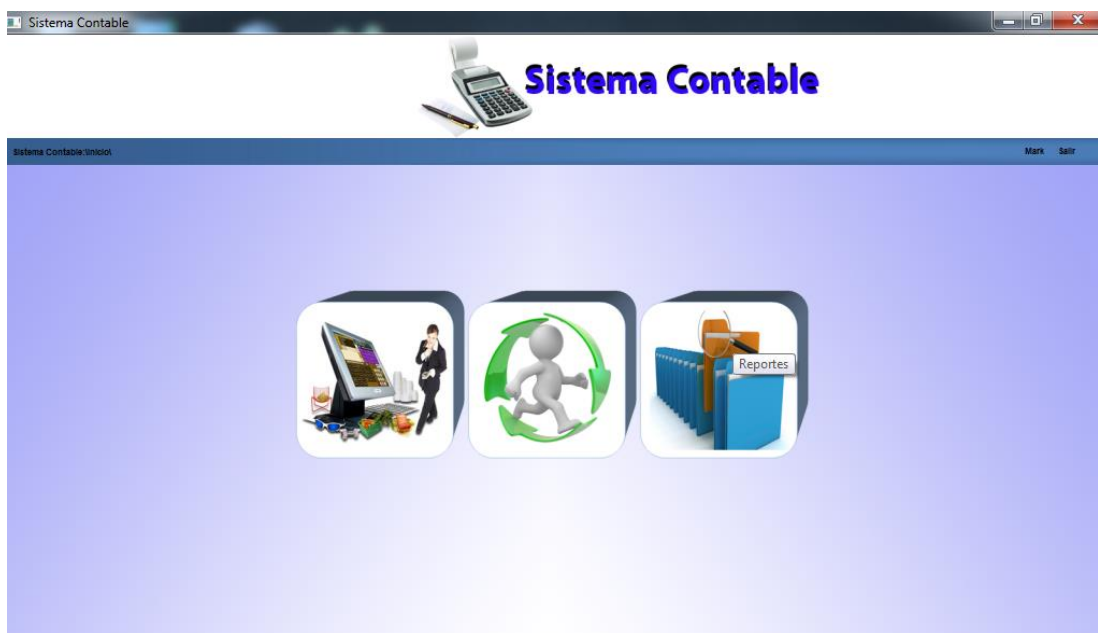 Sistema Contable
Sistema Contable
Sistema Contable:\Inicio\
Mark Salir
Reportes